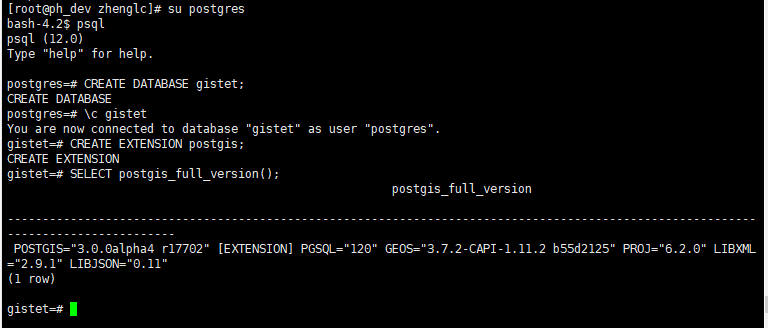 [root@ph_dev zhenglc]# su postgres
bash-4.2$ psql
psql (12.0)
Type "help" for help.
postgres=# CREATE DATABASE gistet;
CREATE DATABASE
postgres=# \c gistet
You are now connected to database "gistet" as user "postgres".
gistet=# CREATE EXTENSION postgis;
CREATE EXTENSION
gistet=# SELECT postgis_full_version();
postgis_full_version
-----------------------------------------------------------------------------------------------------------
------------------------
POSTGIS="3.0.0alpha4 r17702" [EXTENSION] PGSQL="120" GEOS="3.7.2-CAPI-1.11.2 b55d2125" PROJ="6.2.0" LIBXML
="2.9.1" LIBJSON="0.11"
(1 row)
gistet=#